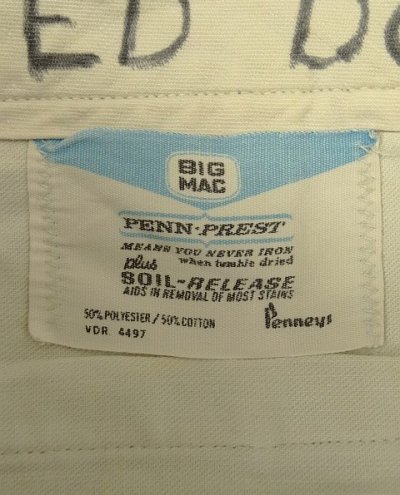 ED
BIG
MAC
PENN-PREST
MEANS YOU NEVER IRON
when tumble dried
plus
SOIL-RELEASE
AIDS IN REMOVAL OF MOST STAINS
50% POLYESTER / 50% COTTON
VDR 4497
Penneys